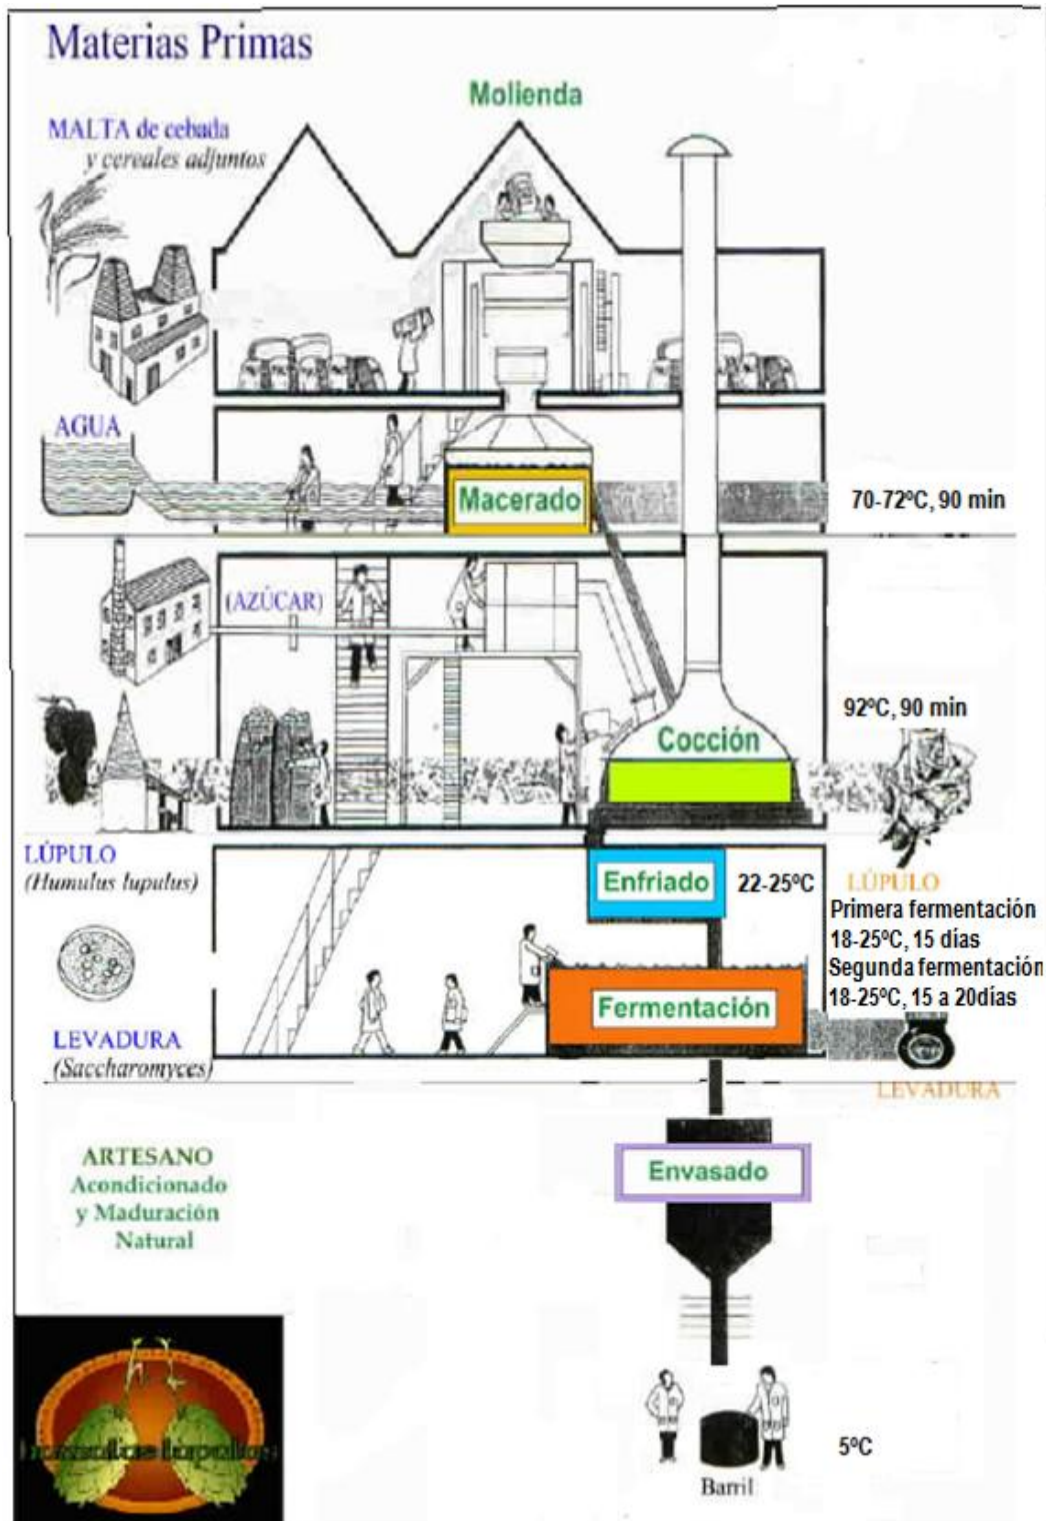 Materias Primas
Molienda
MALTA de cebada
y cereales adjuntos
AGUA
Macerado
70-72ºC, 90 min
(AZÚCAR)
92ºC, 90 min
Cocción
LÚPULO
(Humulus lupulus)
Enfriado
22-25ºC
LÚPULO
Primera fermentación
18-25ºC, 15 días
Segunda fermentación
18-25ºC, 15 a 20días
Fermentación
LEVADURA
(Saccharomyces)
LEVADURA
ARTESANO
Acondicionado
y Maduración
Natural
Envasado
humulus lupulus
5ºC
Barril